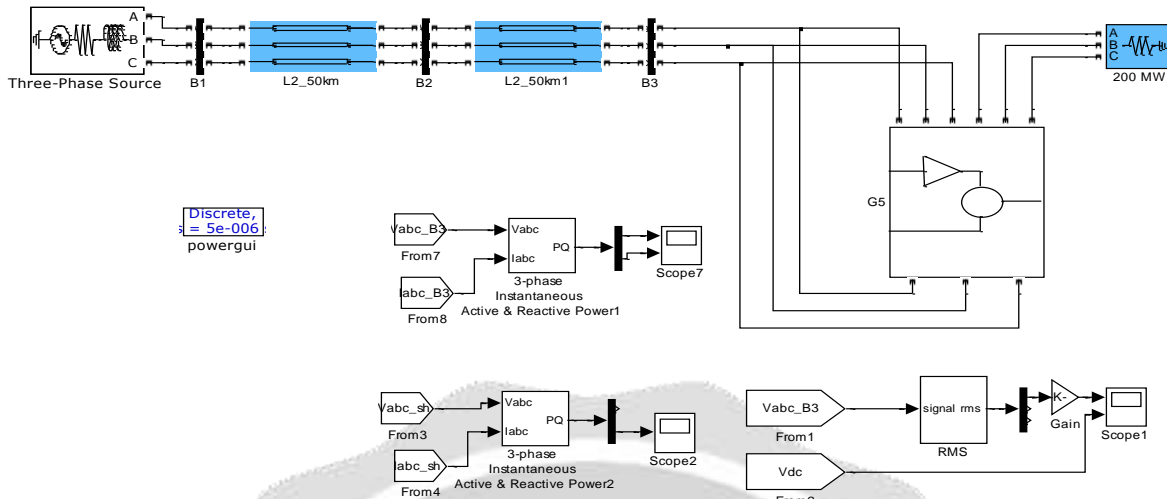 A
B
C
Three-Phase Source
B1
L2_50km
B2
L2_50km1
B3
A
B
C
200 MW
G5
Discrete,
s = 5e-006 s
powergui
Vabc_B3
From7
Iabc_B3
From8
Vabc
Iabc
PQ
3-phase
Instantaneous
Active & Reactive Power1
Scope7
Vabc_sh
From3
Iabc_sh
From4
Vabc
Iabc
PQ
3-phase
Instantaneous
Active & Reactive Power2
Scope2
Vabc_B3
From1
Vdc
signal rms
RMS
K-
Gain
Scope1